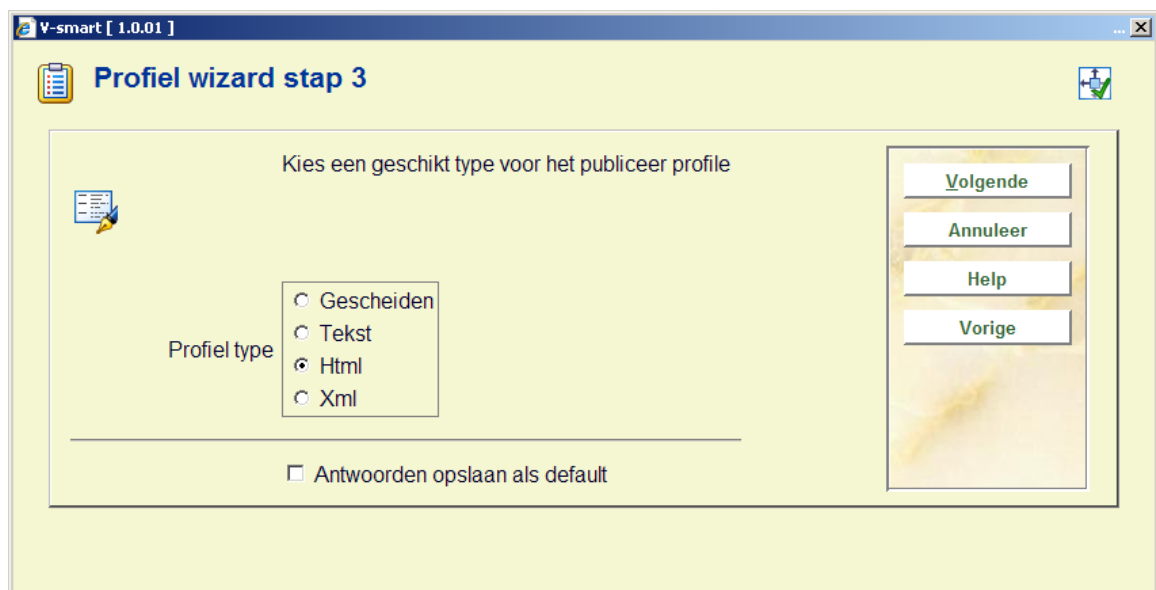 V-smart [ 1.0.01 ]
...
Profiel wizard stap 3
Kies een geschikt type voor het publiceer profile
Profiel type
Gescheiden
Tekst
Html
Xml
Antwoorden opslaan als default
Volgende
Annuleer
Help
Vorige